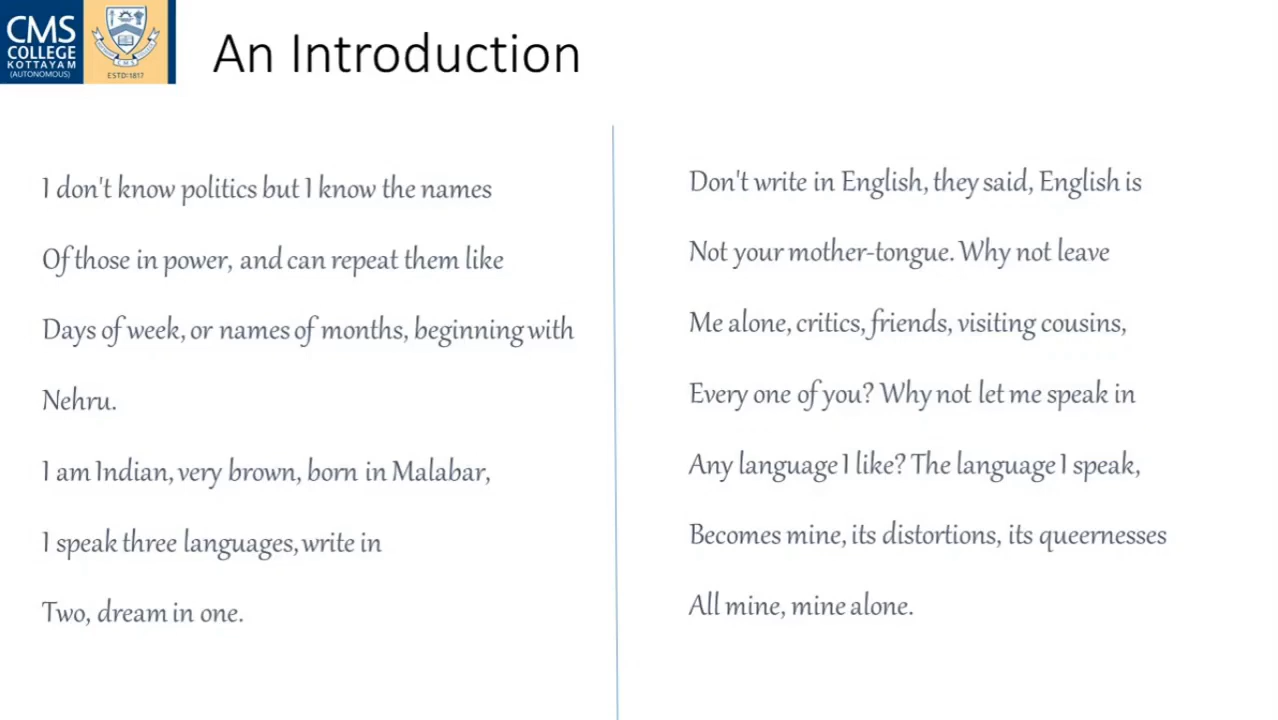 CMS
COLLEGE
KOTTAYAM
(AUTONOMOUS)
ESTD:1817
An Introduction
I don't know politics but I know the names
Of those in power, and can repeat them like
Days of week, or names of months, beginning with
Nehru.
I am Indian, very brown, born in Malabar,
I speak three languages, write in
Two, dream in one.
Don't write in English, they said, English is
Not your mother-tongue. Why not leave
Me alone, critics, friends, visiting cousins,
Every one of you? Why not let me speak in
Any language I like? The language I speak,
Becomes mine, its distortions, its queernesses
All mine, mine alone.